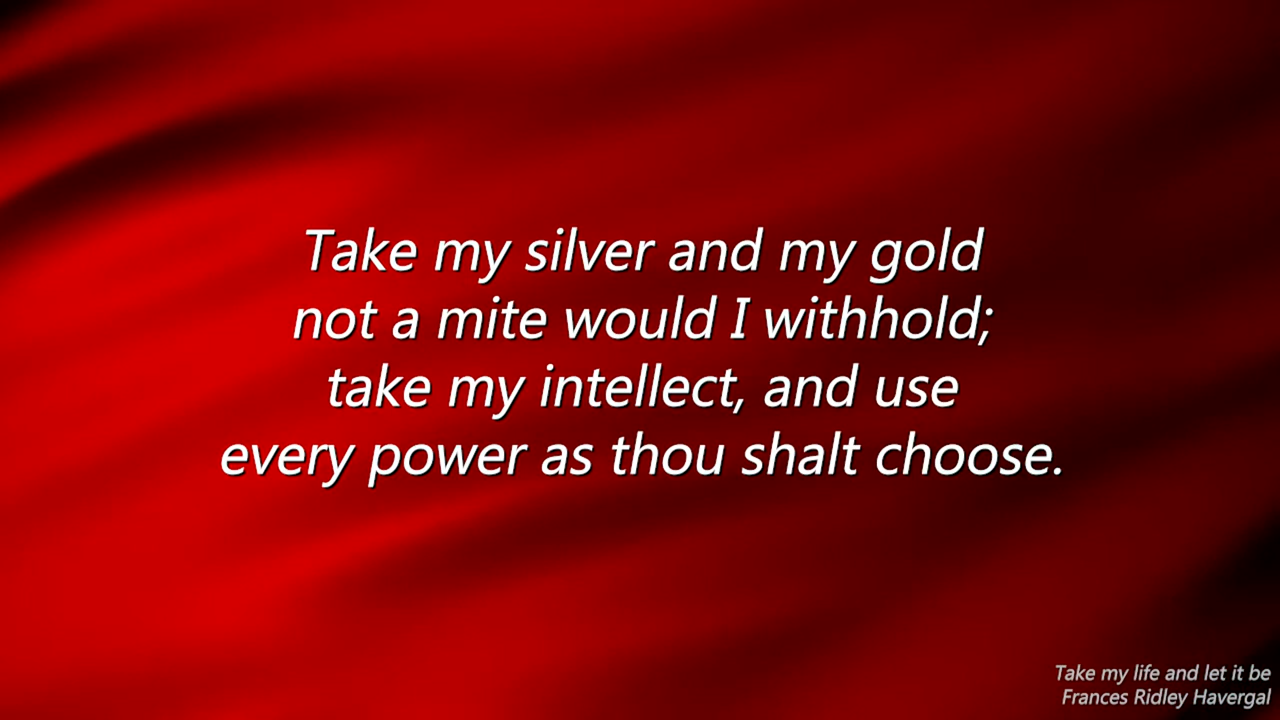 Take my silver and my gold
not a mite would I withhold;
take my intellect, and use
every power as thou shalt choose.
Take my life and let it be
Frances Ridley Havergal